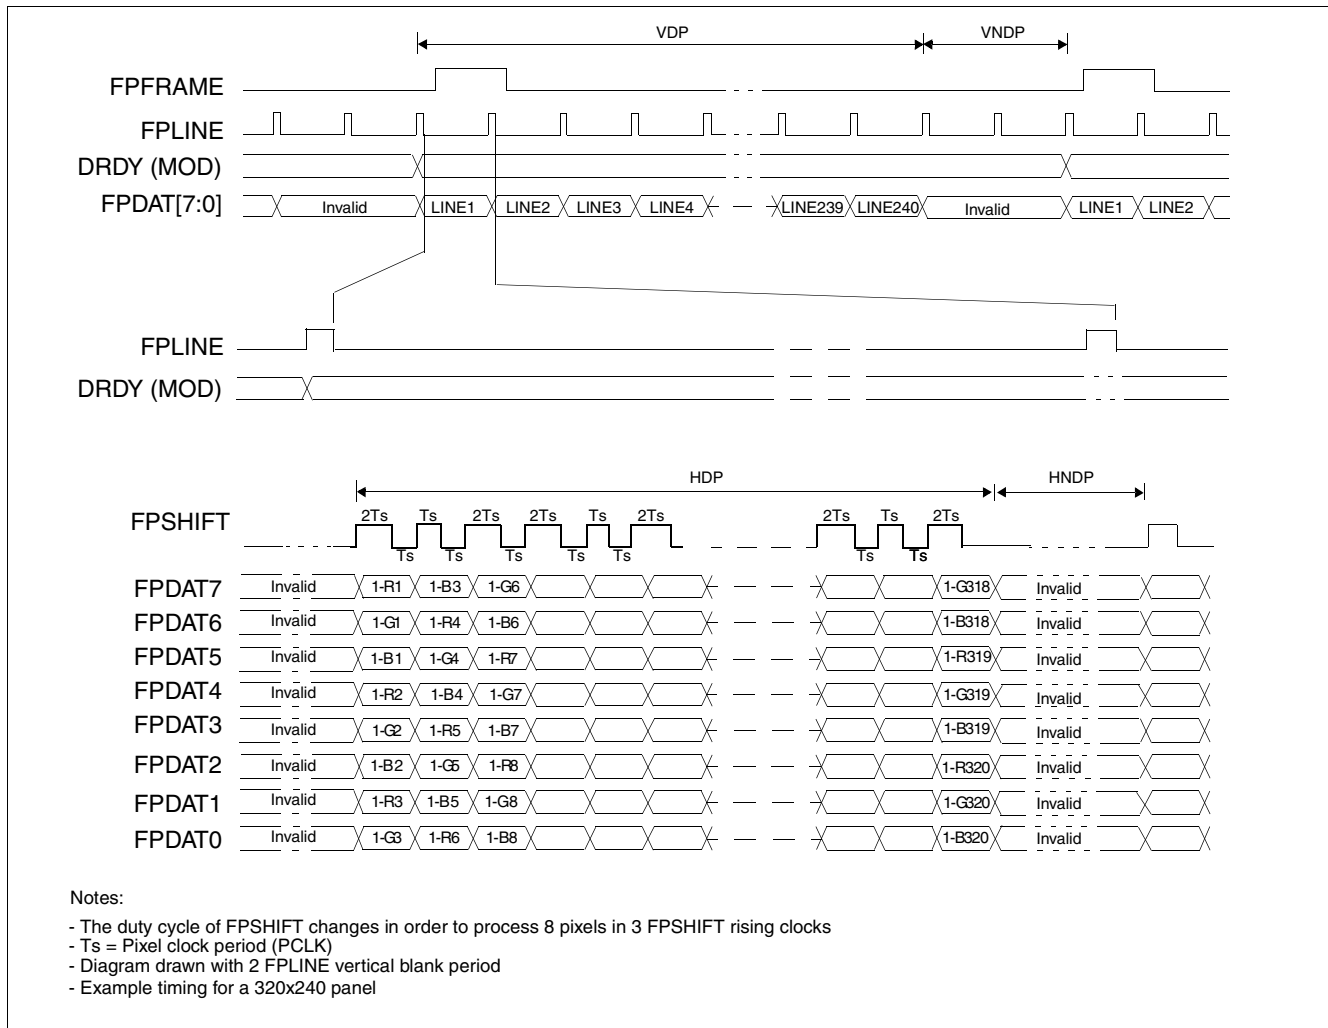 VDP VNDP
FPFRAME
FPLINE
DRDY (MOD)
FPDAT[7:0] Invalid LINE1 LINE2 LINE3 LINE4 LINE239 LINE240 Invalid LINE1 LINE2
FPLINE
DRDY (MOD)
HDP HNDP
FPSHIFT 2Ts Ts 2Ts 2Ts Ts 2Ts 2Ts Ts 2Ts
Ts Ts Ts Ts Ts Ts Ts
FPDAT7 Invalid 1-R1 1-B3 1-G6 1-G318 Invalid
FPDAT6 Invalid 1-G1 1-R4 1-B6 1-B318 Invalid
FPDAT5 Invalid 1-B1 1-G4 1-R7 1-R319 Invalid
FPDAT4 Invalid 1-R2 1-B4 1-G7 1-G319 Invalid
FPDAT3 Invalid 1-G2 1-R5 1-B7 1-B319 Invalid
FPDAT2 Invalid 1-B2 1-G5 1-R8 1-R320 Invalid
FPDAT1 Invalid 1-R3 1-B5 1-G8 1-G320 Invalid
FPDAT0 Invalid 1-G3 1-R6 1-B8 1-B320 Invalid
Notes:
- The duty cycle of FPSHIFT changes in order to process 8 pixels in 3 FPSHIFT rising clocks
- Ts = Pixel clock period (PCLK)
- Diagram drawn with 2 FPLINE vertical blank period
- Example timing for a 320x240 panel